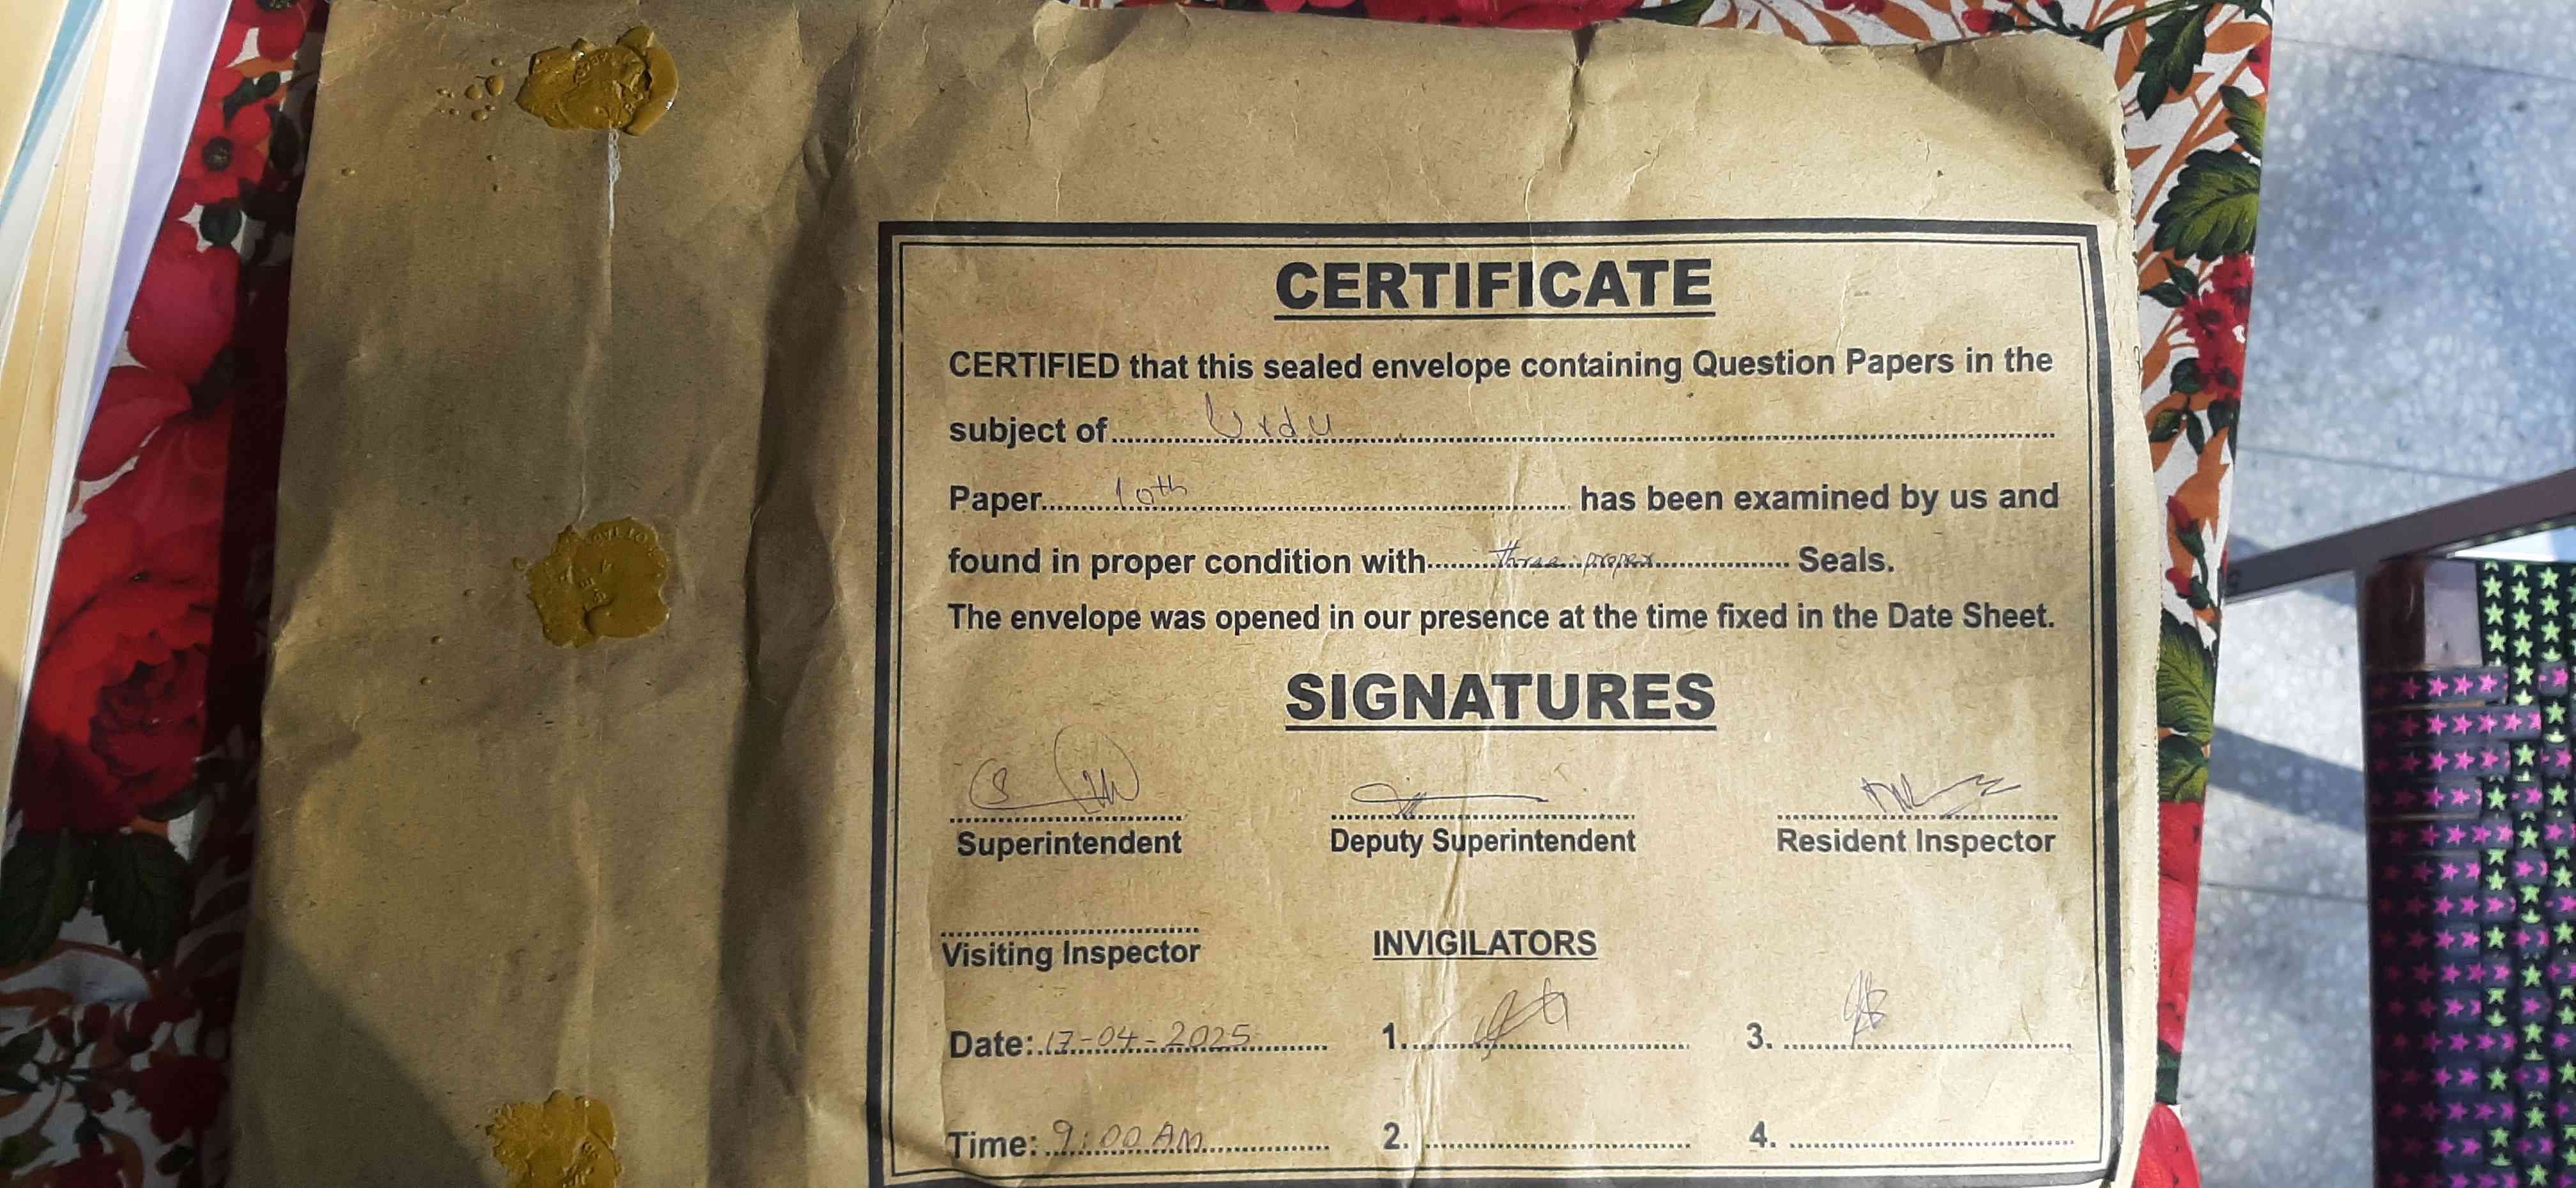 CERTIFICATE
CERTIFIED that this sealed envelope containing Question Papers in the
subject of Urdu
Paper 10th has been examined by us and
found in proper condition with three proper Seals.
The envelope was opened in our presence at the time fixed in the Date Sheet.
SIGNATURES
Superintendent Deputy Superintendent Resident Inspector
Visiting Inspector INVIGILATORS
Date: 17-04-2025 1. 3.
Time: 9:00 AM 2. 4.